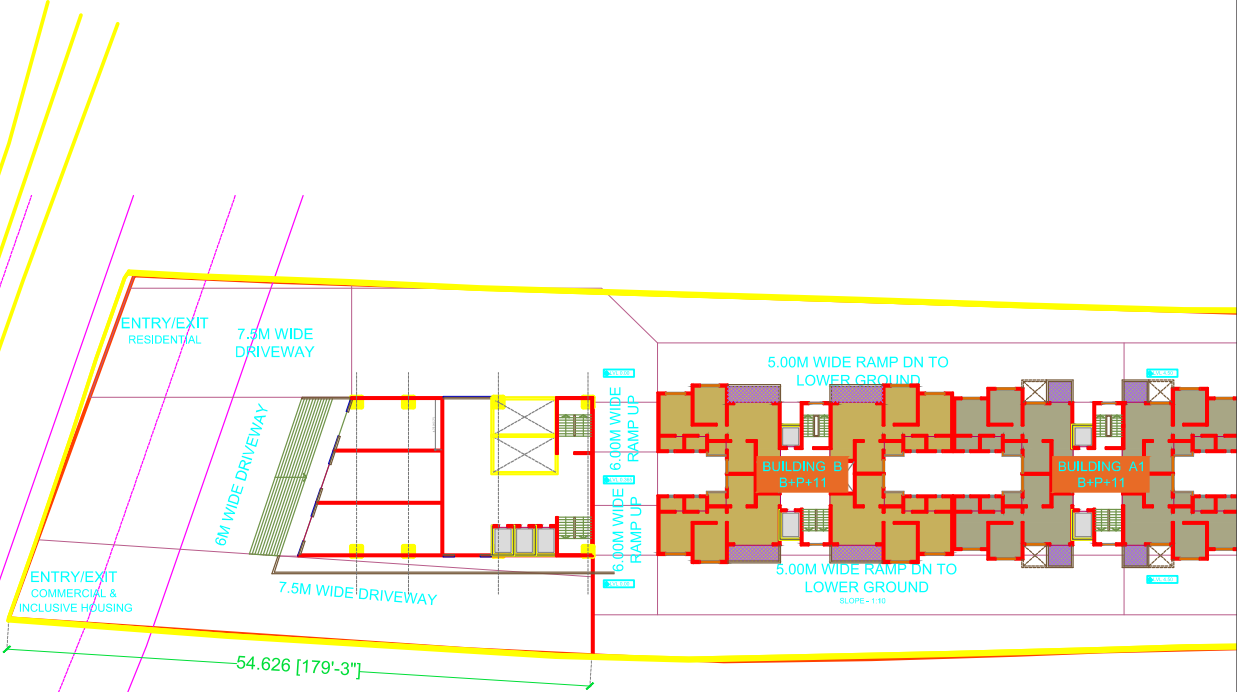 ENTRY/EXIT
RESIDENTIAL
7.5M WIDE
DRIVEWAY
5.00M WIDE RAMP DN TO
LOWER GROUND
6M WIDE DRIVEWAY
6.00M WIDE
RAMP UP
6.00M WIDE
RAMP UP
BUILDING B
B+P+11
BUILDING A1
B+P+11
5.00M WIDE RAMP DN TO
LOWER GROUND
SLOPE - 1:10
ENTRY/EXIT
COMMERCIAL &
INCLUSIVE HOUSING
7.5M WIDE DRIVEWAY
54.626 [179'-3"]